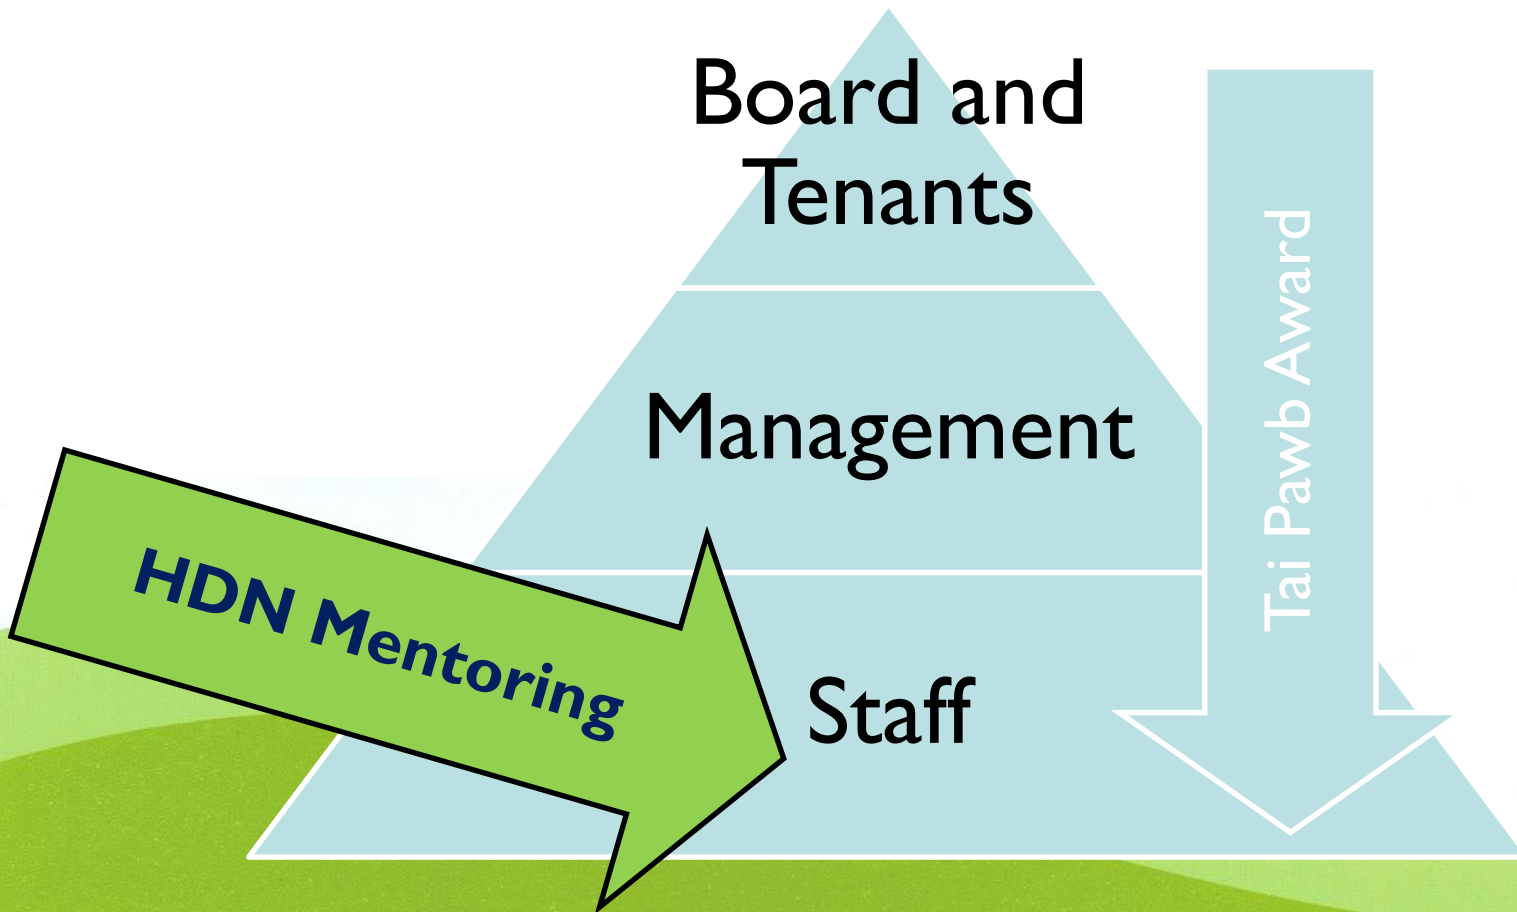 Board and
Tenants
Management
Staff
HDN Mentoring
Tai Pawb Award